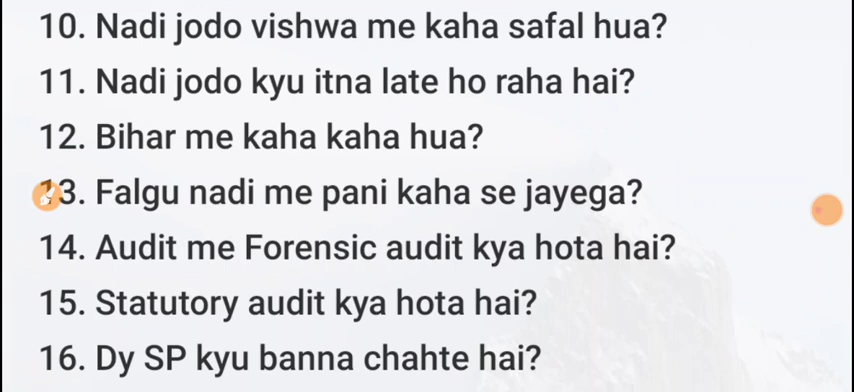 10. Nadi jodo vishwa me kaha safal hua?
11. Nadi jodo kyu itna late ho raha hai?
12. Bihar me kaha kaha hua?
13. Falgu nadi me pani kaha se jayega?
14. Audit me Forensic audit kya hota hai?
15. Statutory audit kya hota hai?
16. Dy SP kyu banna chahte hai?